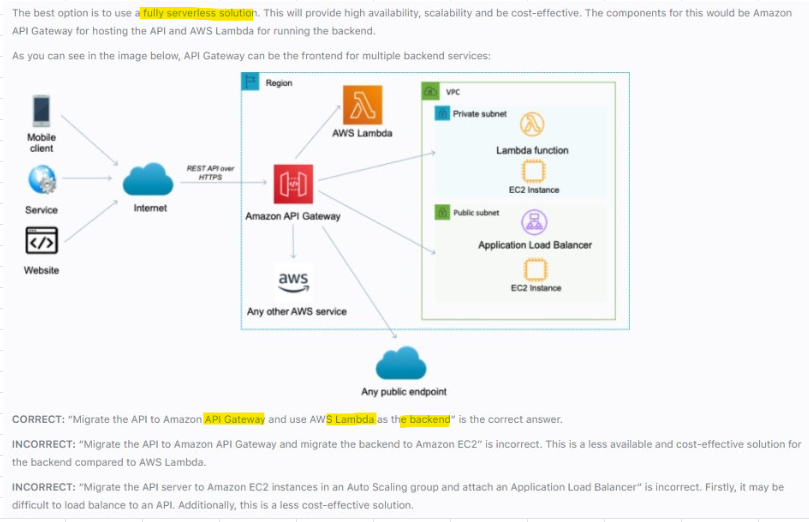 The best option is to use a fully serverless solution. This will provide high availability, scalability and be cost-effective. The components for this would be Amazon
API Gateway for hosting the API and AWS Lambda for running the backend.
As you can see in the image below, API Gateway can be the frontend for multiple backend services:
Region
VPC
Private subnet
Mobile
client
AWS Lambda
Lambda function
REST API over
HTTPS
EC2 Instance
Service
Internet
Amazon API Gateway
Public subnet
Application Load Balancer
Website
aws
EC2 Instance
Any other AWS service
Any public endpoint
CORRECT: "Migrate the API to Amazon API Gateway and use AWS Lambda as the backend" is the correct answer.
INCORRECT: "Migrate the API to Amazon API Gateway and migrate the backend to Amazon EC2" is incorrect. This is a less available and cost-effective solution for
the backend compared to AWS Lambda.
INCORRECT: "Migrate the API server to Amazon EC2 instances in an Auto Scaling group and attach an Application Load Balancer" is incorrect. Firstly, it may be
difficult to load balance to an API. Additionally, this is a less cost-effective solution.